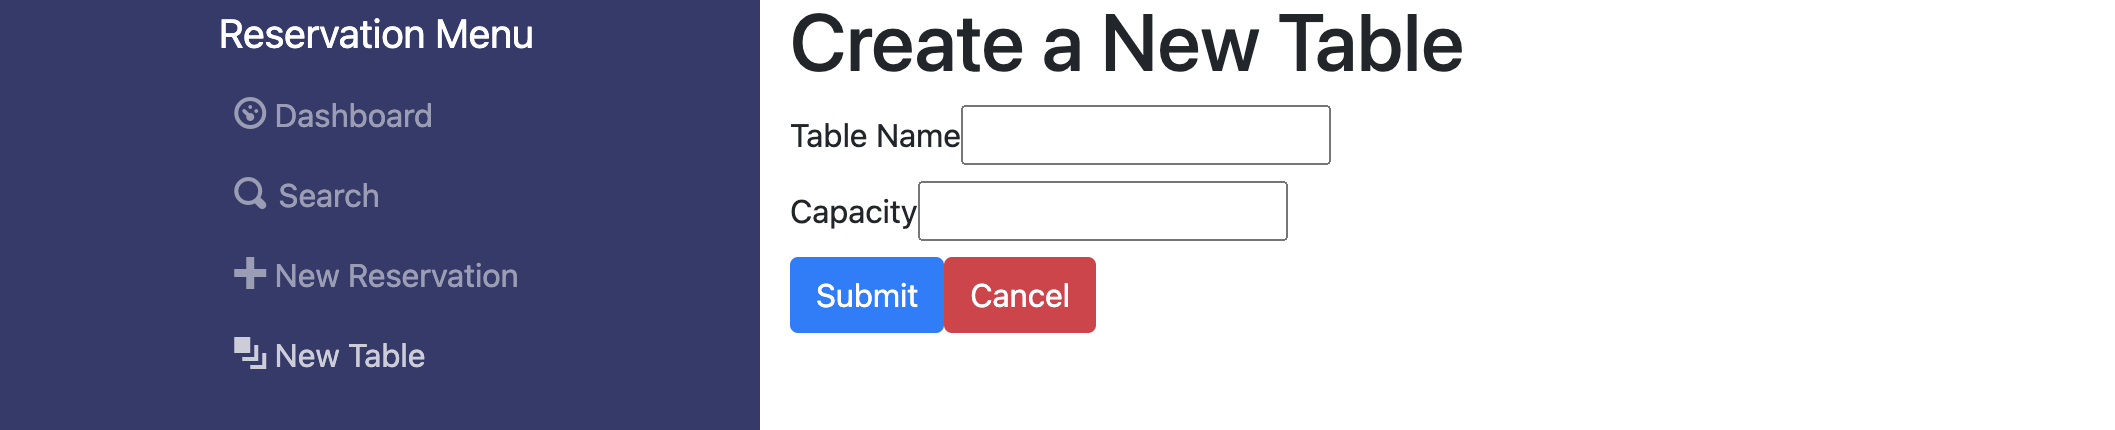 Reservation Menu
Dashboard
Search
New Reservation
New Table
Create a New Table
Table Name
Capacity
Submit Cancel